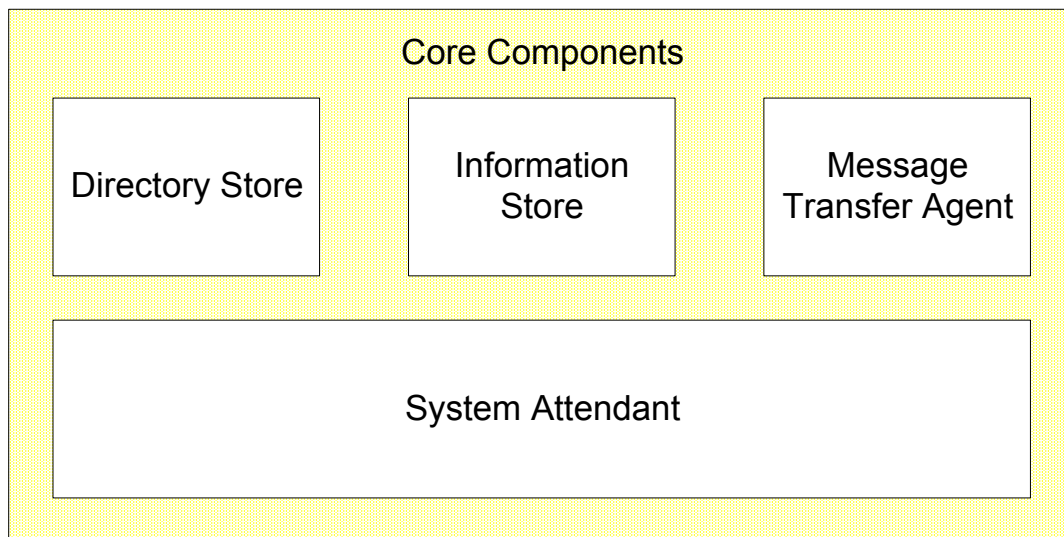 Core Components
Directory Store
Information
Store
Message
Transfer Agent
System Attendant